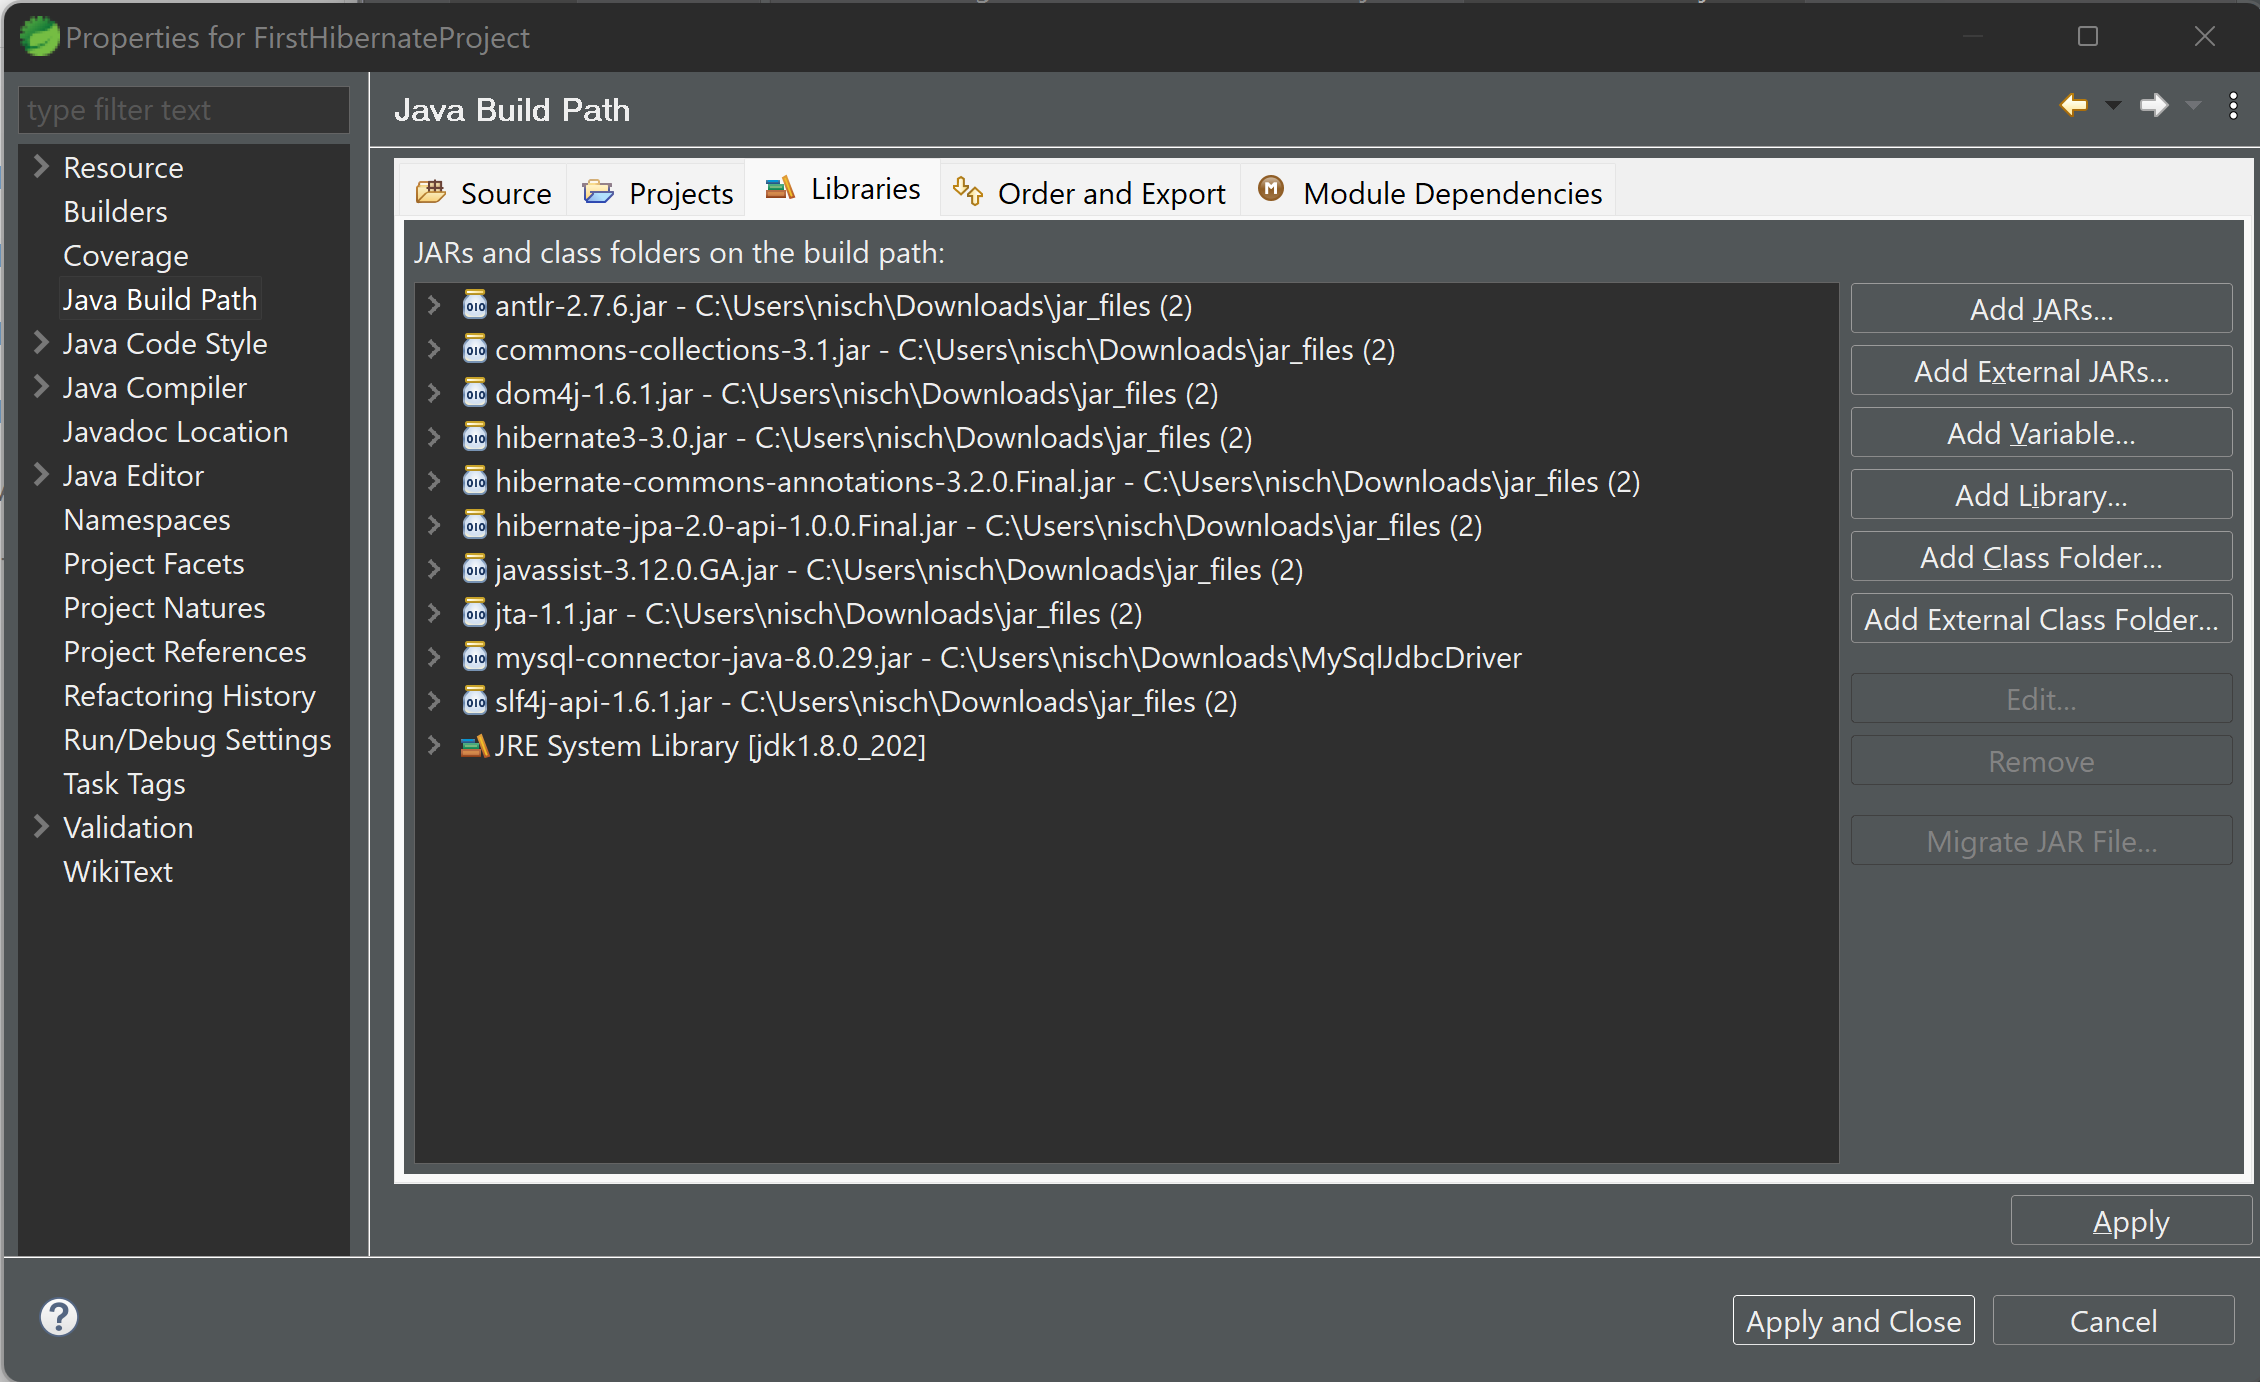 Properties for FirstHibernateProject
type filter text
Resource
Builders
Coverage
Java Build Path
Java Code Style
Java Compiler
Javadoc Location
Java Editor
Namespaces
Project Facets
Project Natures
Project References
Refactoring History
Run/Debug Settings
Task Tags
Validation
WikiText
Java Build Path
Source Projects Libraries Order and Export Module Dependencies
JARs and class folders on the build path:
antlr-2.7.6.jar - C:\Users\nisch\Downloads\jar_files (2)
commons-collections-3.1.jar - C:\Users\nisch\Downloads\jar_files (2)
dom4j-1.6.1.jar - C:\Users\nisch\Downloads\jar_files (2)
hibernate3-3.0.jar - C:\Users\nisch\Downloads\jar_files (2)
hibernate-commons-annotations-3.2.0.Final.jar - C:\Users\nisch\Downloads\jar_files (2)
hibernate-jpa-2.0-api-1.0.0.Final.jar - C:\Users\nisch\Downloads\jar_files (2)
javassist-3.12.0.GA.jar - C:\Users\nisch\Downloads\jar_files (2)
jta-1.1.jar - C:\Users\nisch\Downloads\jar_files (2)
mysql-connector-java-8.0.29.jar - C:\Users\nisch\Downloads\MySqlJdbcDriver
slf4j-api-1.6.1.jar - C:\Users\nisch\Downloads\jar_files (2)
JRE System Library [jdk1.8.0_202]
Add JARs...
Add External JARs...
Add Variable...
Add Library...
Add Class Folder...
Add External Class Folder...
Edit...
Remove
Migrate JAR File...
Apply
Apply and Close
Cancel